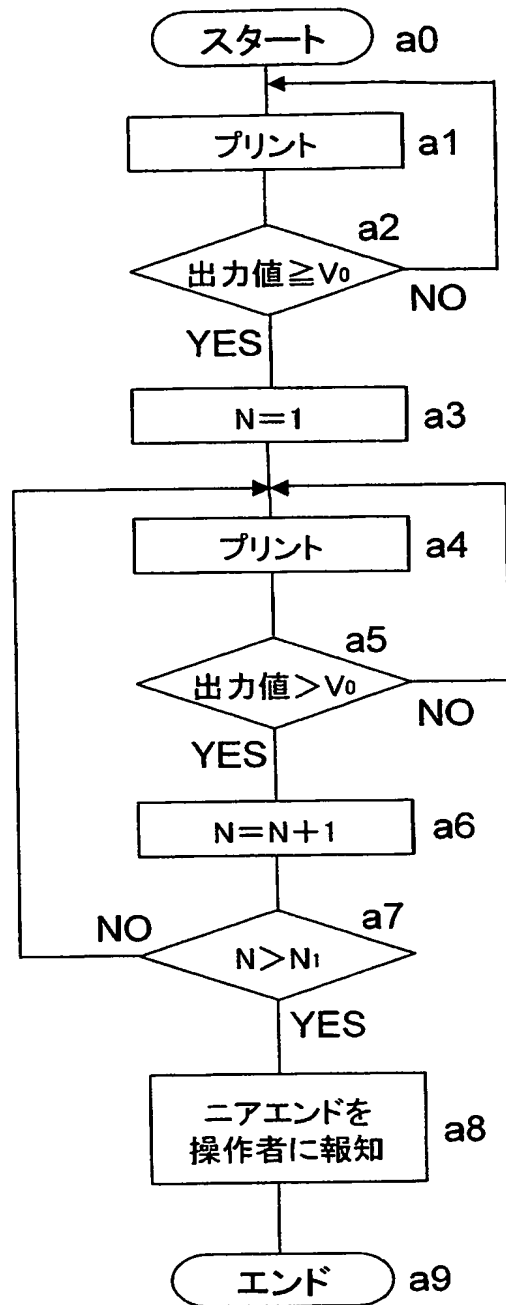 スタート a0
プリント a1
a2
出力値≧V₀
NO
YES
N=1 a3
プリント a4
a5
出力値>V₀
NO
YES
N=N+1 a6
a7
NO
N>N₁
YES
ニアエンドを
操作者に報知 a8
エンド a9